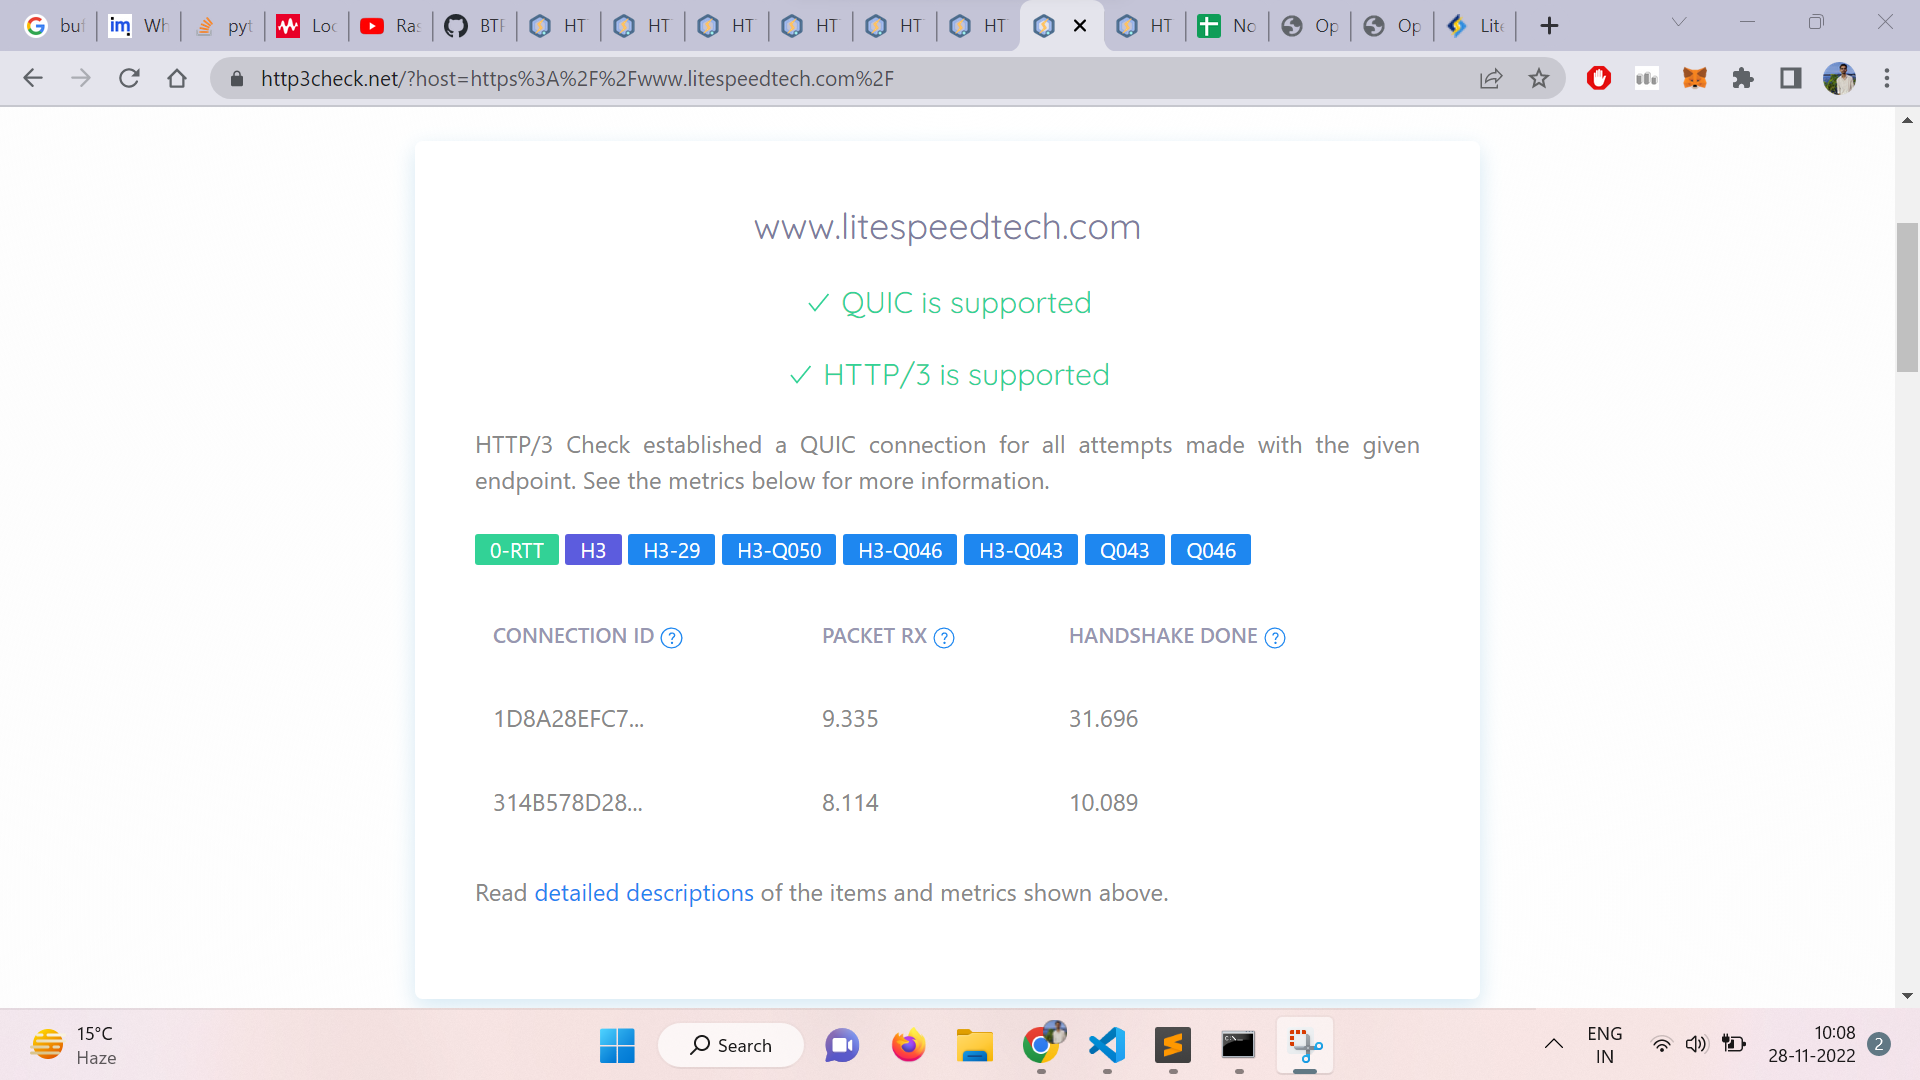 buf
Wh
pyt
Loc
Ras
BTF
HT
HT
HT
HT
HT
HT
HT
No
Op
Op
Lite
http3check.net/?host=https%3A%2F%2Fwww.litespeedtech.com%2F
www.litespeedtech.com
QUIC is supported
HTTP/3 is supported
HTTP/3 Check established a QUIC connection for all attempts made with the given
endpoint. See the metrics below for more information.
0-RTT H3 H3-29 H3-Q050 H3-Q046 H3-Q043 Q043 Q046
CONNECTION ID ? PACKET RX ? HANDSHAKE DONE ?
1D8A28EFC7... 9.335 31.696
314B578D28... 8.114 10.089
Read detailed descriptions of the items and metrics shown above.
15°C
Haze
Search
ENG
IN
10:08
28-11-2022
2